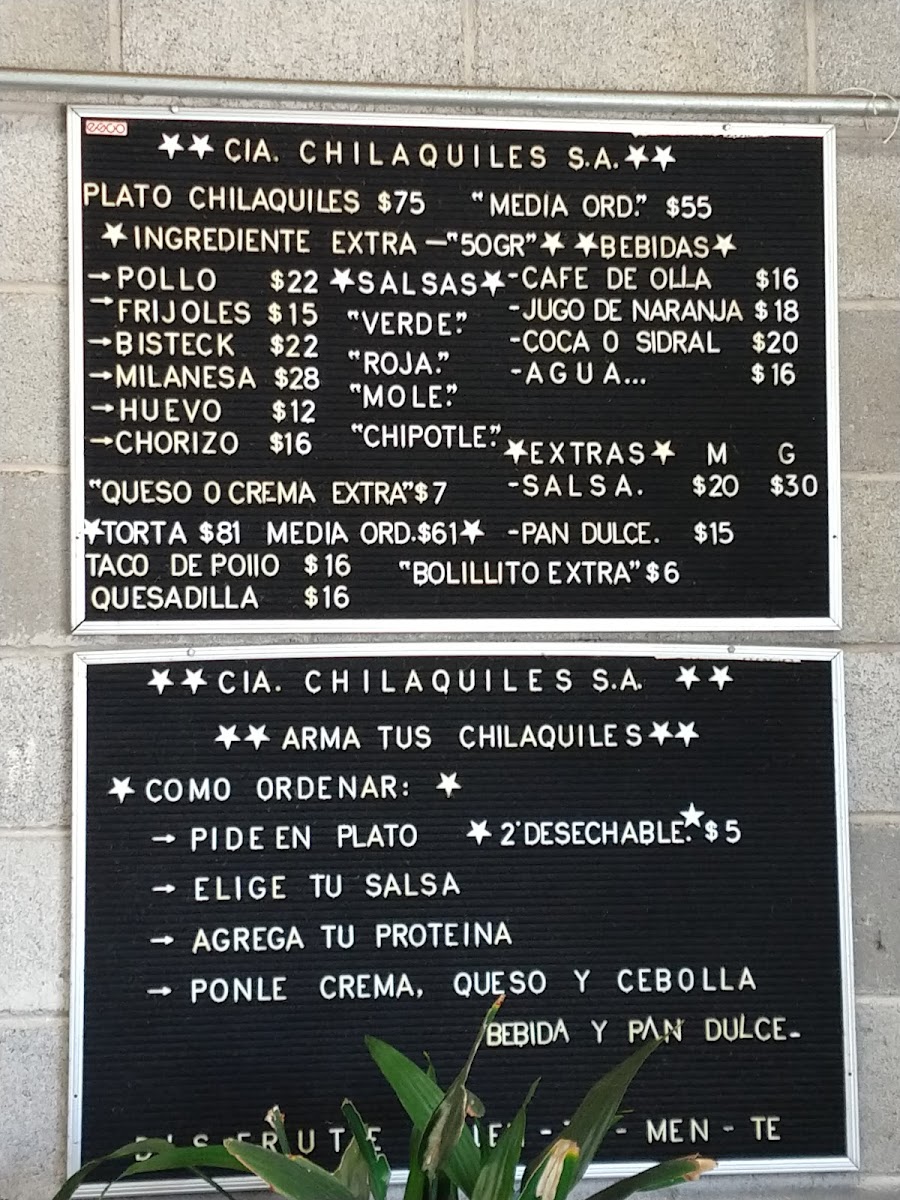 esco
CIA. CHILAQUILES S.A.
PLATO CHILAQUILES $75 "MEDIA ORD." $55
INGREDIENTE EXTRA —"50GR"
→POLLO $22
→FRIJOLES $15
→BISTECK $22
→MILANESA $28
→HUEVO $12
→CHORIZO $16
"QUESO O CREMA EXTRA"$7
SALSAS
"VERDE."
"ROJA."
"MOLE."
"CHIPOTLE."
BEBIDAS
-CAFE DE OLLA $16
-JUGO DE NARANJA $18
-COCA O SIDRAL $20
-AGUA... $16
EXTRAS M G
-SALSA. $20 $30
-PAN DULCE. $15
TORTA $81 MEDIA ORD.$61
TACO DE POIIO $16 "BOLILLITO EXTRA"$6
QUESADILLA $16
CIA. CHILAQUILES S.A.
ARMA TUS CHILAQUILES
COMO ORDENAR:
→ PIDE EN PLATO 2°DESECHABLE. $5
→ ELIGE TU SALSA
→ AGREGA TU PROTEINA
→ PONLE CREMA, QUESO Y CEBOLLA
BEBIDA Y PAN DULCE-
DISFRUTE - MEN-TE